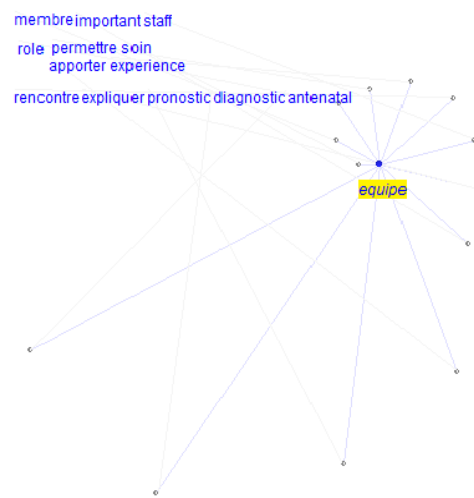 membre important staff
role permettre soin
apporter experience
rencontre expliquer pronostic diagnostic antenatal
equipe